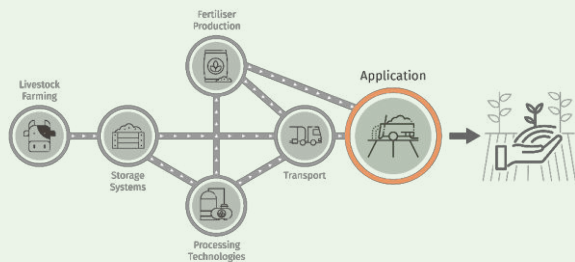 Fertiliser
Production
Application
Livestock
Farming
Storage
Systems
Transport
Processing
Technologies